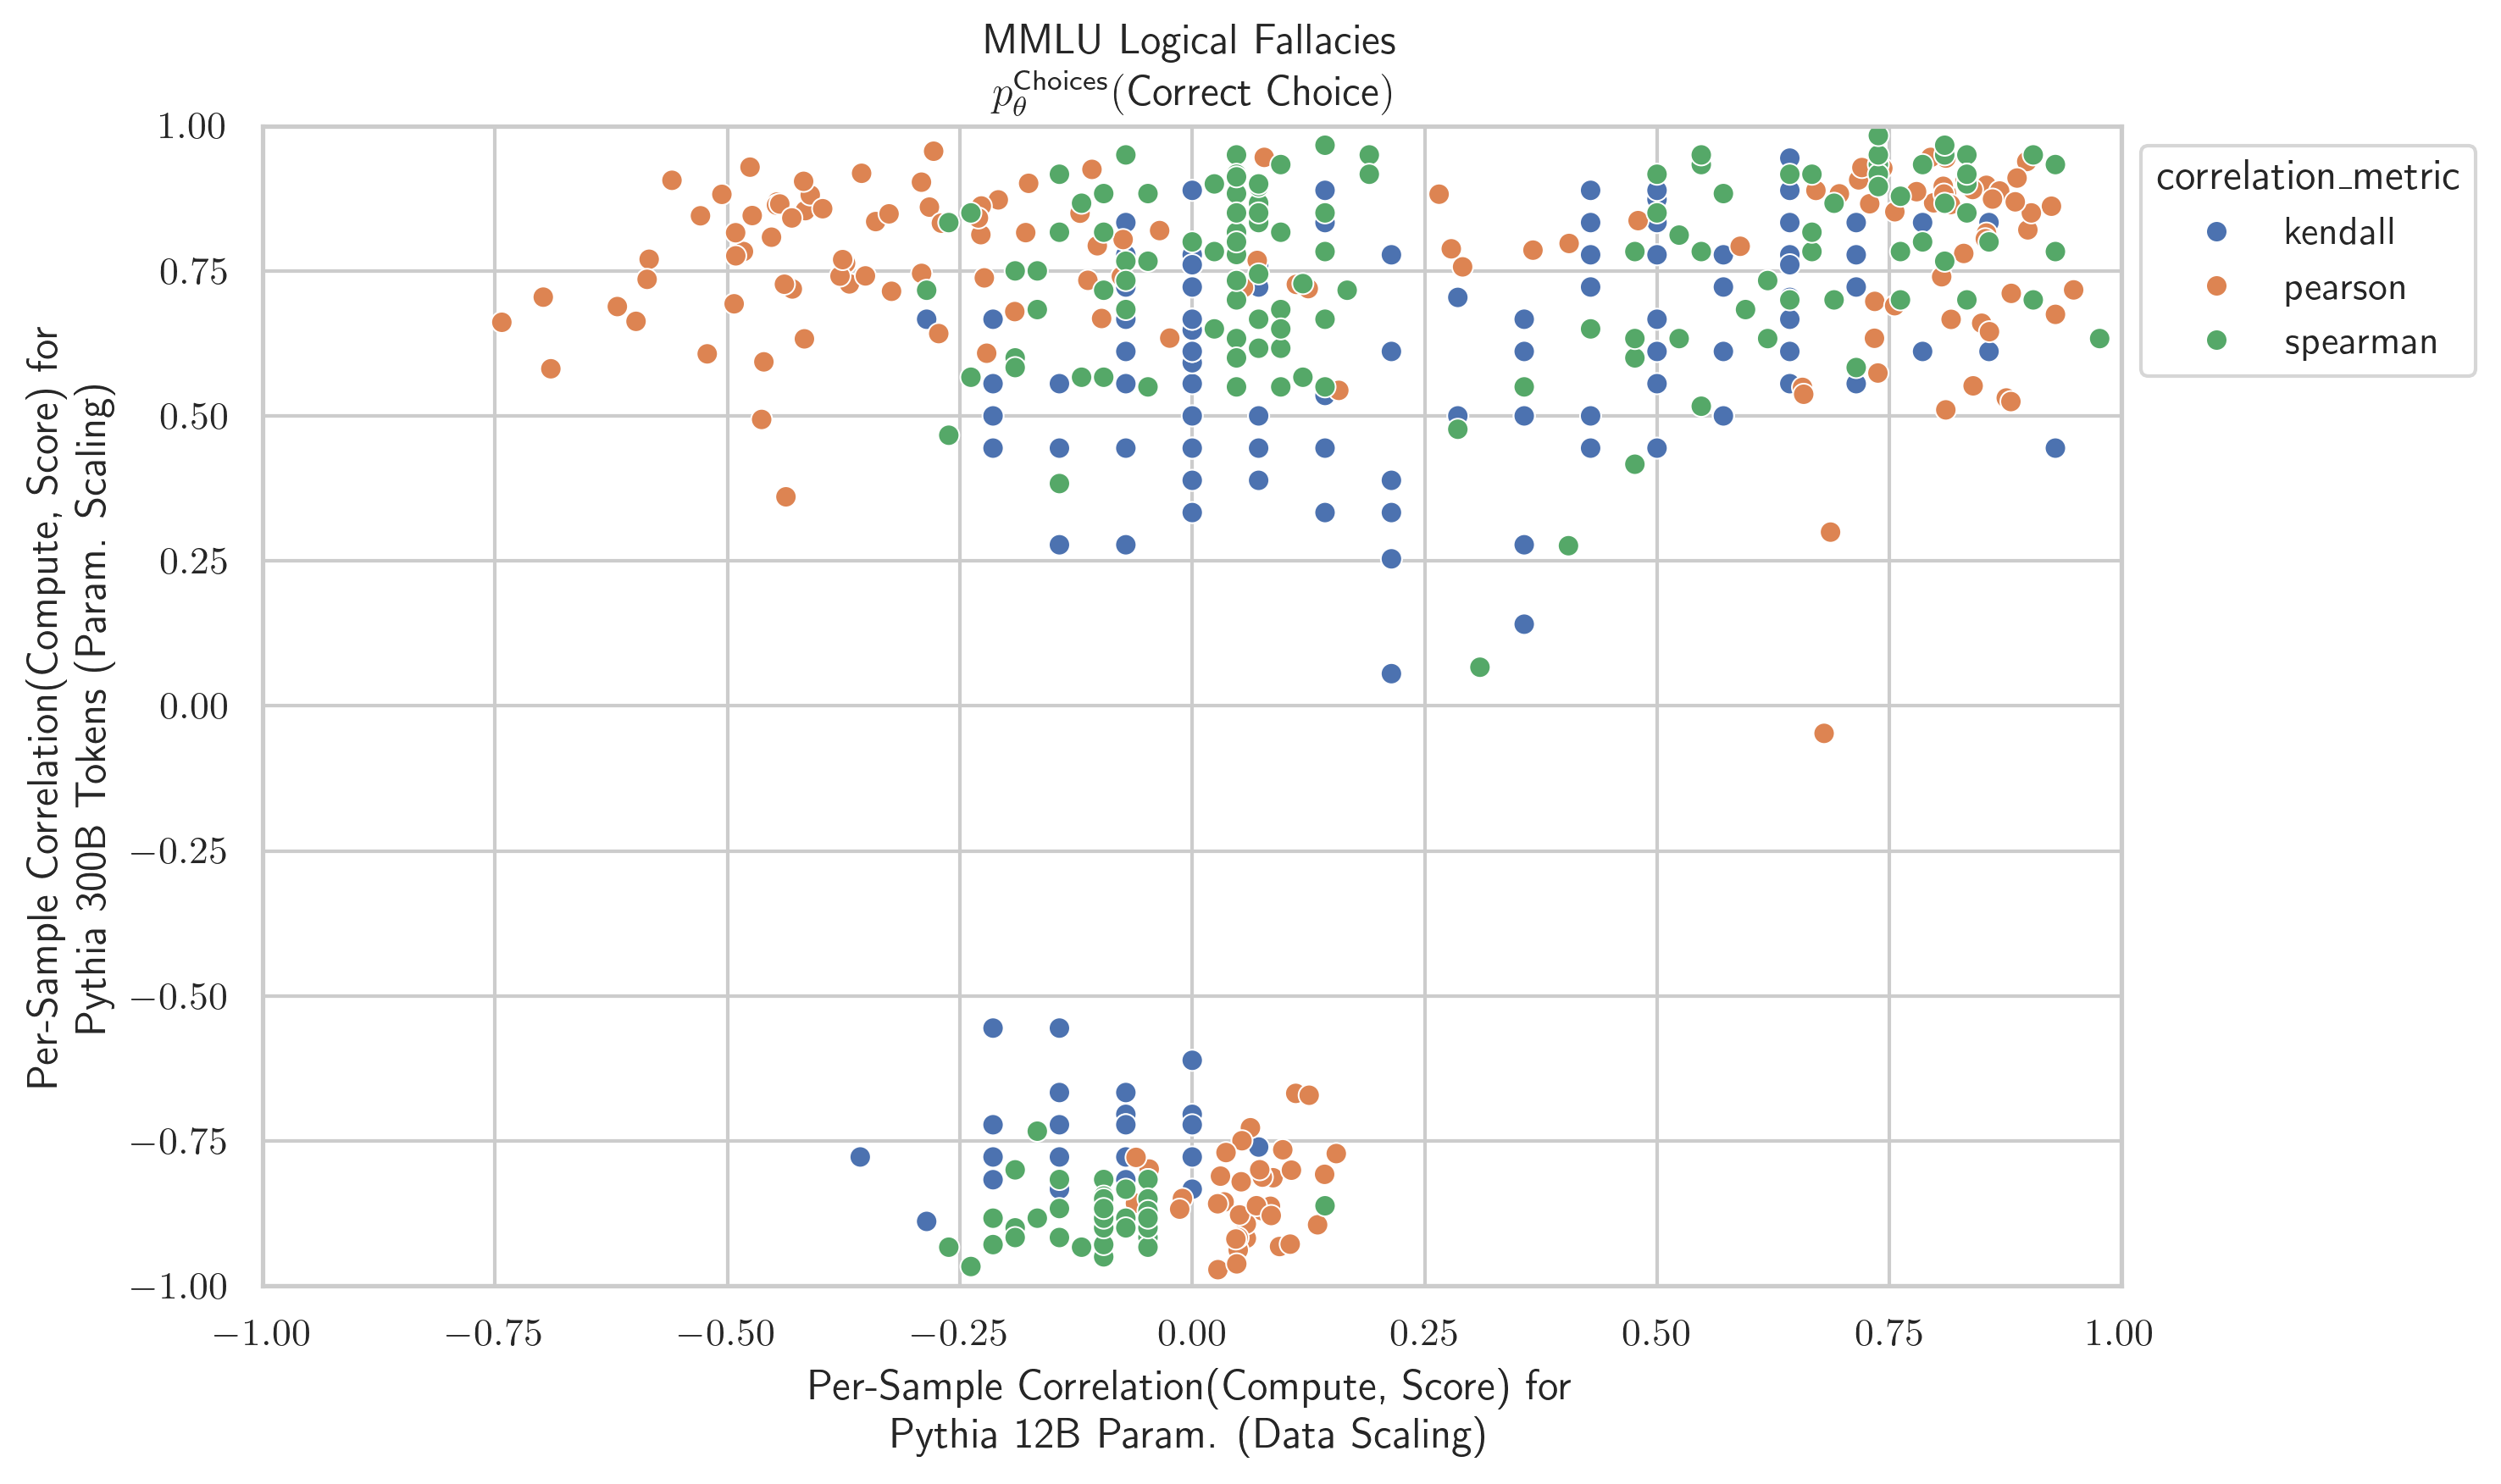 MMLU Logical Fallacies
p_θ^Choices(Correct Choice)
Per-Sample Correlation(Compute, Score) for
Pythia 300B Tokens (Param. Scaling)
1.00
0.75
0.50
0.25
0.00
−0.25
−0.50
−0.75
−1.00
−1.00 −0.75 −0.50 −0.25 0.00 0.25 0.50 0.75 1.00
Per-Sample Correlation(Compute, Score) for
Pythia 12B Param. (Data Scaling)
correlation_metric
kendall
pearson
spearman